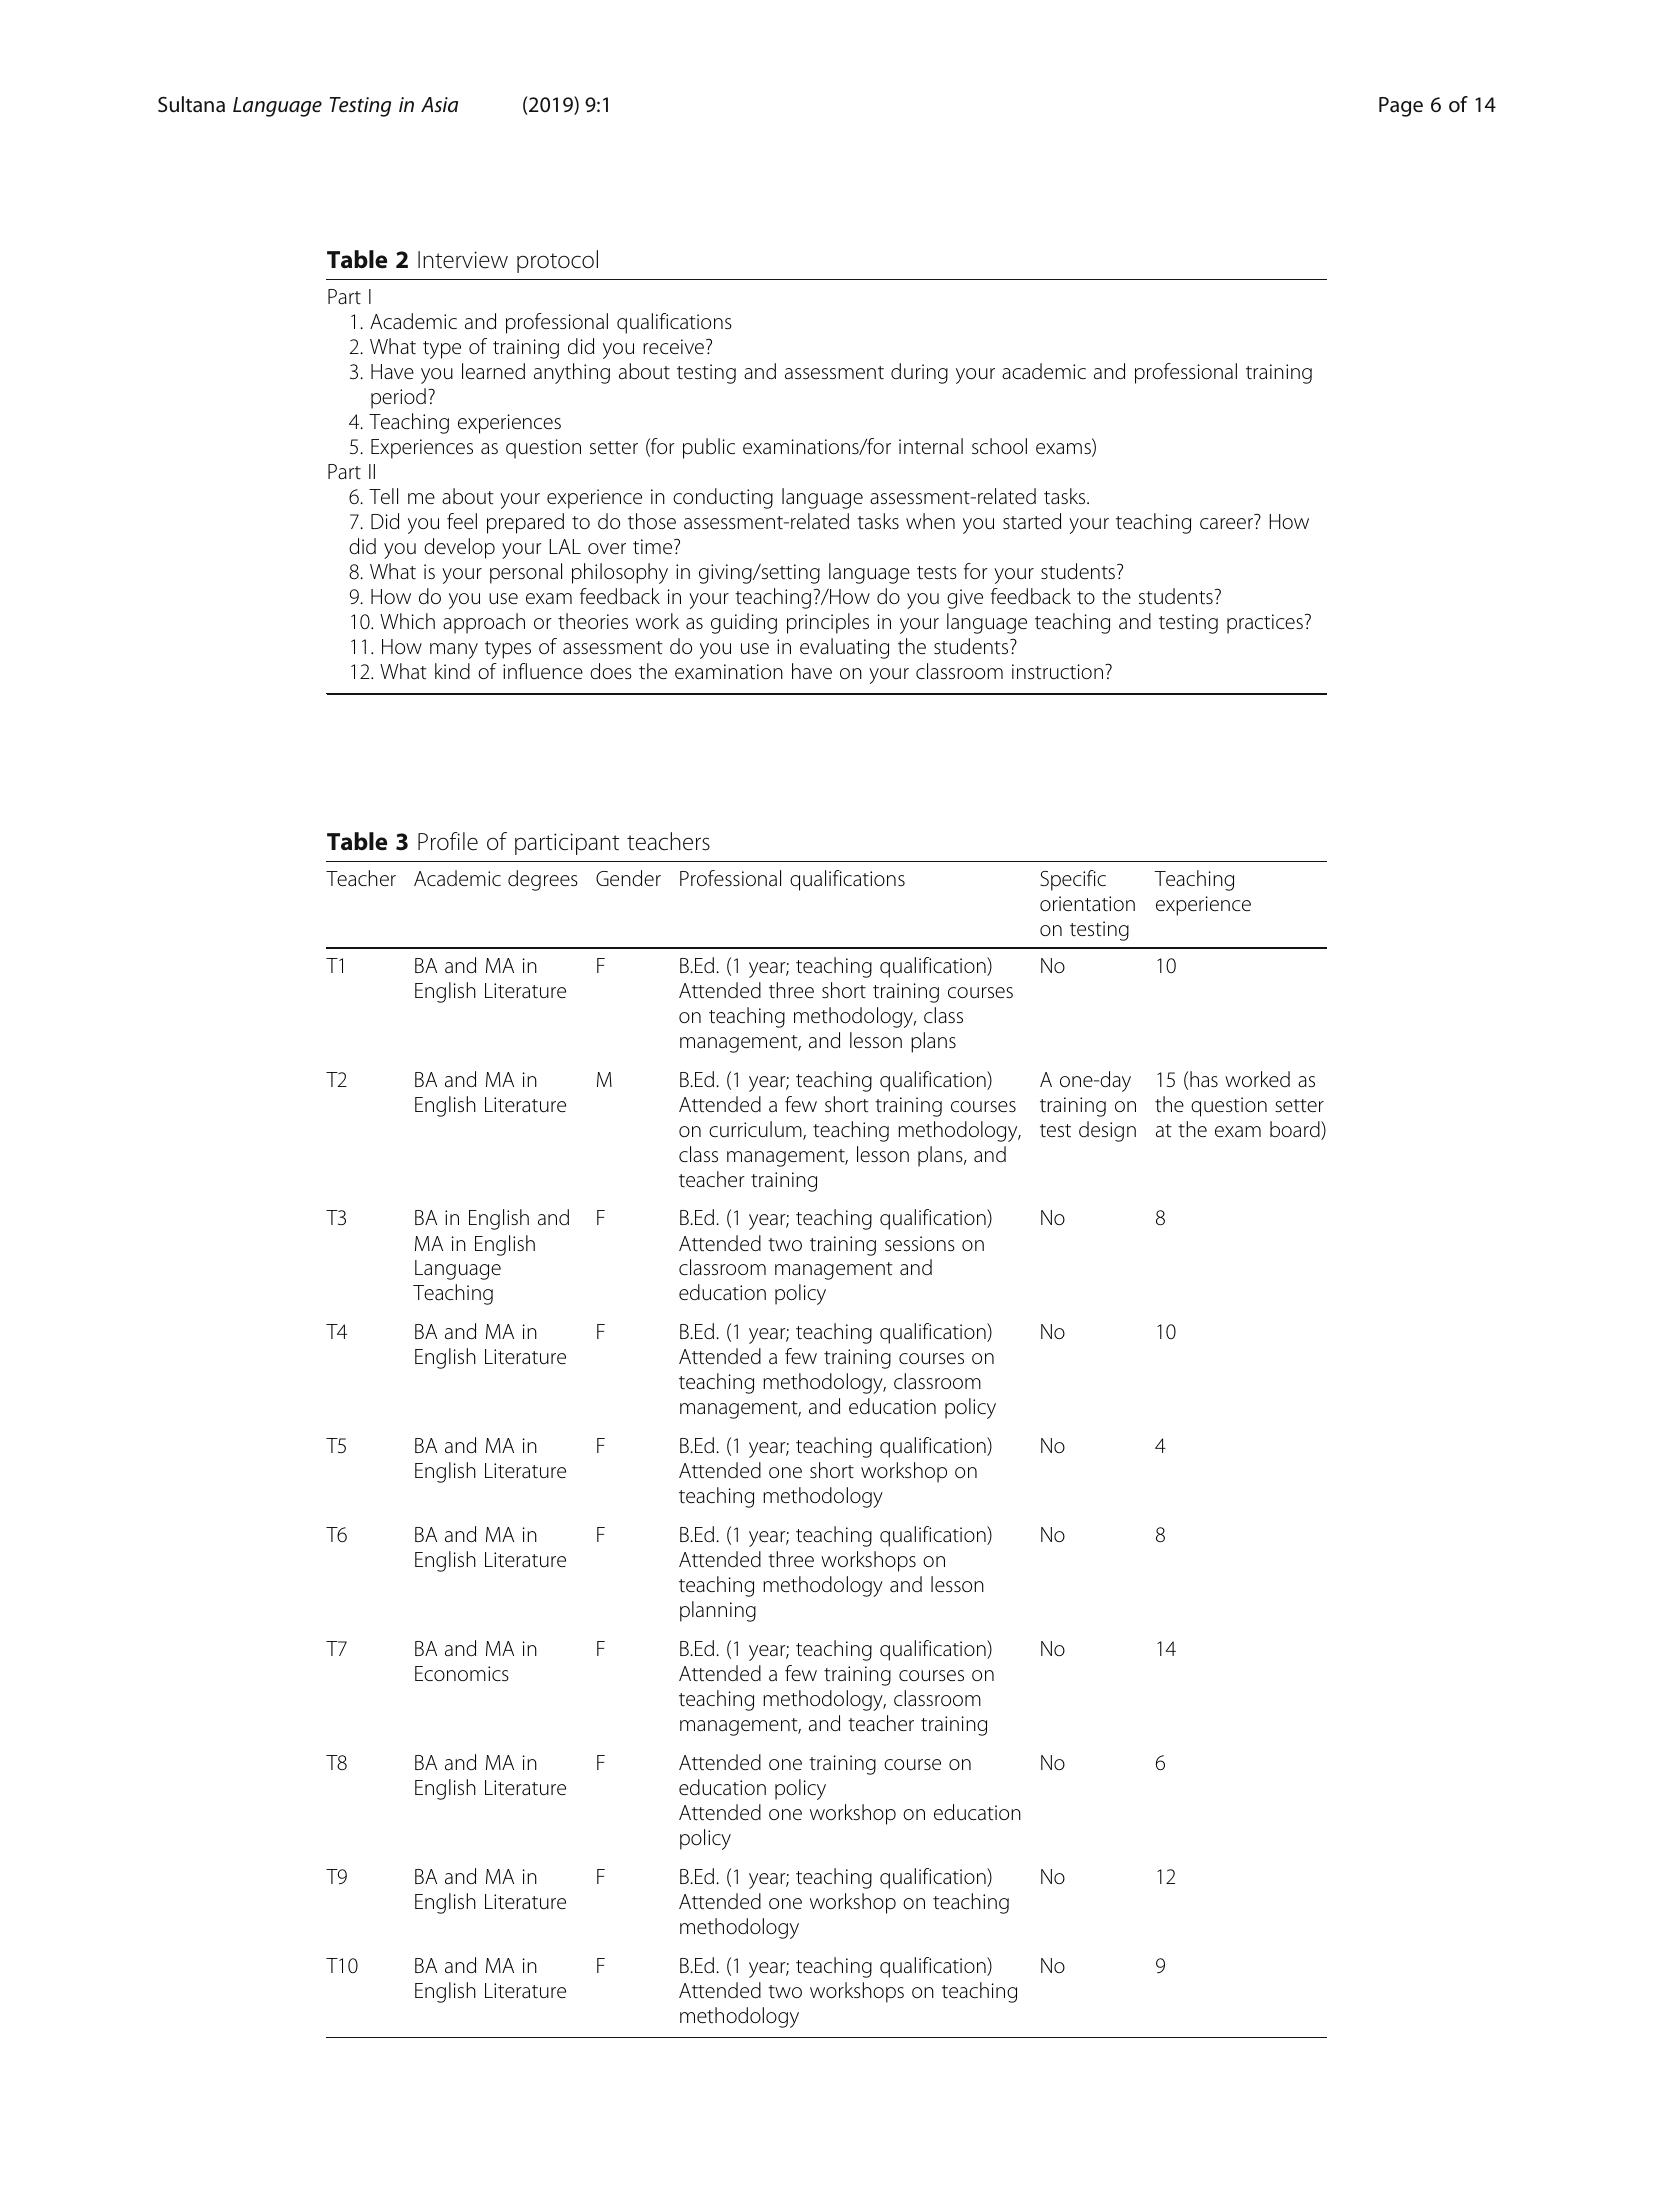 Sultana Language Testing in Asia (2019) 9:1 Page 6 of 14
Table 2 Interview protocol
Part I
1. Academic and professional qualifications
2. What type of training did you receive?
3. Have you learned anything about testing and assessment during your academic and professional training
period?
4. Teaching experiences
5. Experiences as question setter (for public examinations/for internal school exams)
Part II
6. Tell me about your experience in conducting language assessment-related tasks.
7. Did you feel prepared to do those assessment-related tasks when you started your teaching career? How
did you develop your LAL over time?
8. What is your personal philosophy in giving/setting language tests for your students?
9. How do you use exam feedback in your teaching?/How do you give feedback to the students?
10. Which approach or theories work as guiding principles in your language teaching and testing practices?
11. How many types of assessment do you use in evaluating the students?
12. What kind of influence does the examination have on your classroom instruction?
Table 3 Profile of participant teachers
Teacher Academic degrees Gender Professional qualifications Specific Teaching
orientation experience
on testing
T1 BA and MA in F B.Ed. (1 year; teaching qualification) No 10
English Literature Attended three short training courses
on teaching methodology, class
management, and lesson plans
T2 BA and MA in M B.Ed. (1 year; teaching qualification) A one-day 15 (has worked as
English Literature Attended a few short training courses training on the question setter
on curriculum, teaching methodology, test design at the exam board)
class management, lesson plans, and
teacher training
T3 BA in English and F B.Ed. (1 year; teaching qualification) No 8
MA in English Attended two training sessions on
Language classroom management and
Teaching education policy
T4 BA and MA in F B.Ed. (1 year; teaching qualification) No 10
English Literature Attended a few training courses on
teaching methodology, classroom
management, and education policy
T5 BA and MA in F B.Ed. (1 year; teaching qualification) No 4
English Literature Attended one short workshop on
teaching methodology
T6 BA and MA in F B.Ed. (1 year; teaching qualification) No 8
English Literature Attended three workshops on
teaching methodology and lesson
planning
T7 BA and MA in F B.Ed. (1 year; teaching qualification) No 14
Economics Attended a few training courses on
teaching methodology, classroom
management, and teacher training
T8 BA and MA in F Attended one training course on No 6
English Literature education policy
Attended one workshop on education
policy
T9 BA and MA in F B.Ed. (1 year; teaching qualification) No 12
English Literature Attended one workshop on teaching
methodology
T10 BA and MA in F B.Ed. (1 year; teaching qualification) No 9
English Literature Attended two workshops on teaching
methodology